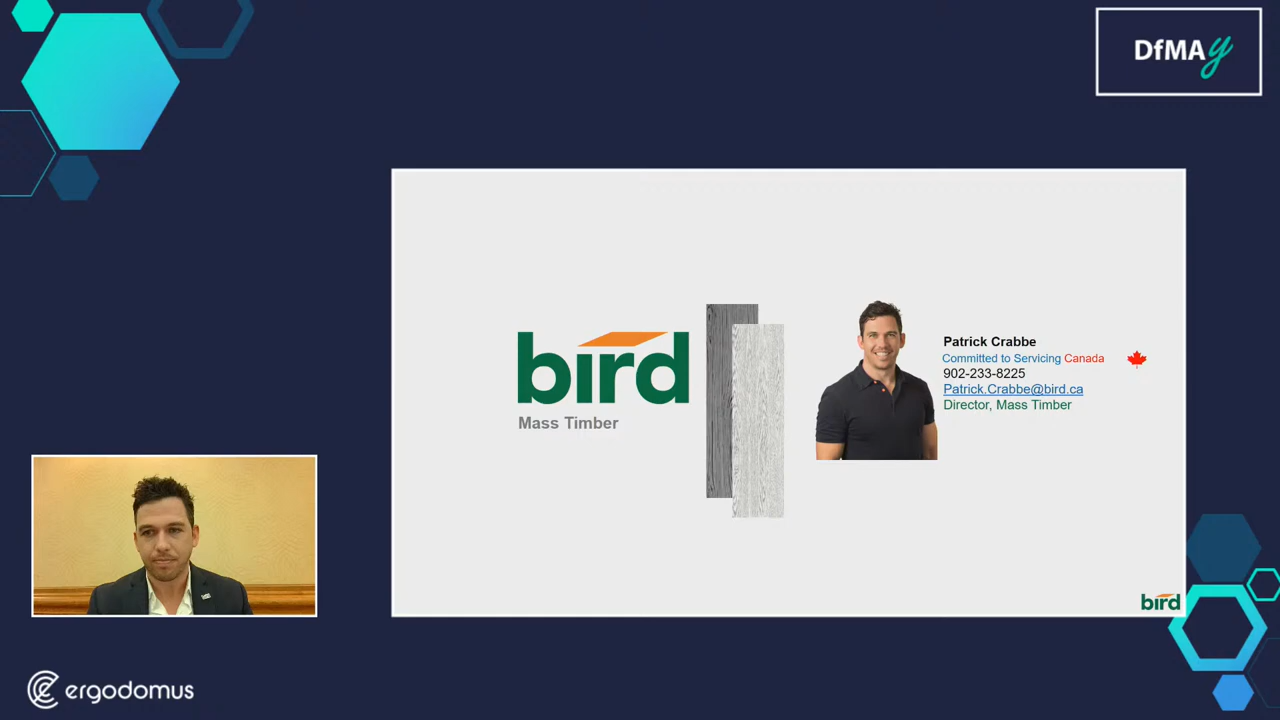 DfMAy
bird
Mass Timber
Patrick Crabbe
Committed to Servicing Canada
902-233-8225
Patrick.Crabbe@bird.ca
Director, Mass Timber
bird
ergodomus